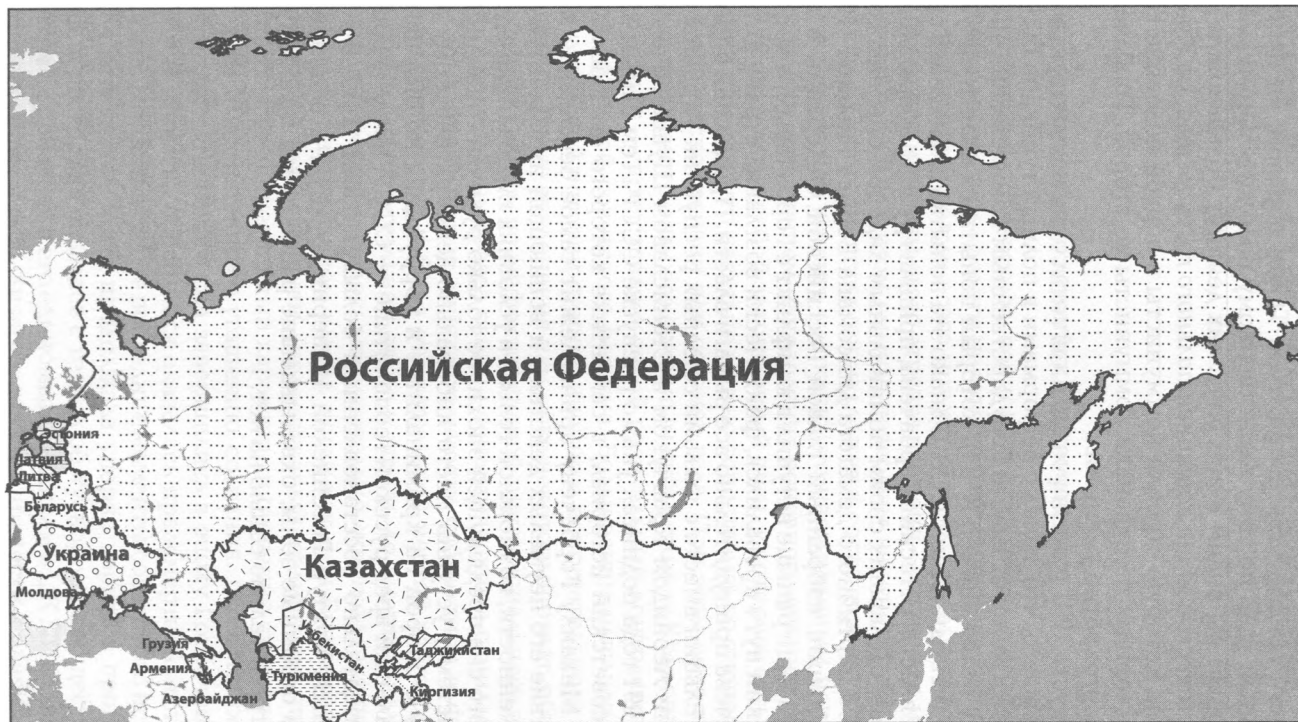 Российская Федерация
Эстония
Латвия
Литва
Беларусь
Украина
Казахстан
Молдова
Грузия
Узбекистан
Таджикистан
Армения
Туркмения
Киргизия
Азербайджан